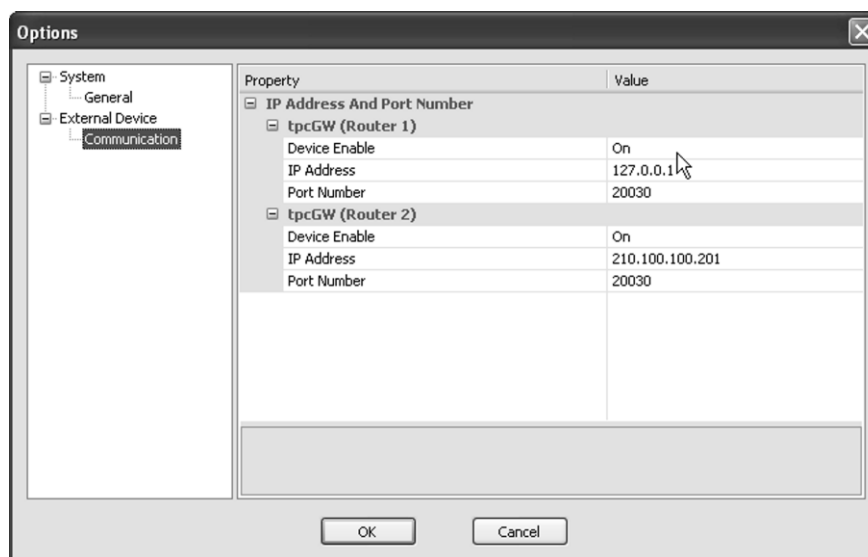 Options
System
General
External Device
Communication
Property Value
IP Address And Port Number
tpcGW (Router 1)
Device Enable On
IP Address 127.0.0.1
Port Number 20030
tpcGW (Router 2)
Device Enable On
IP Address 210.100.100.201
Port Number 20030
OK Cancel